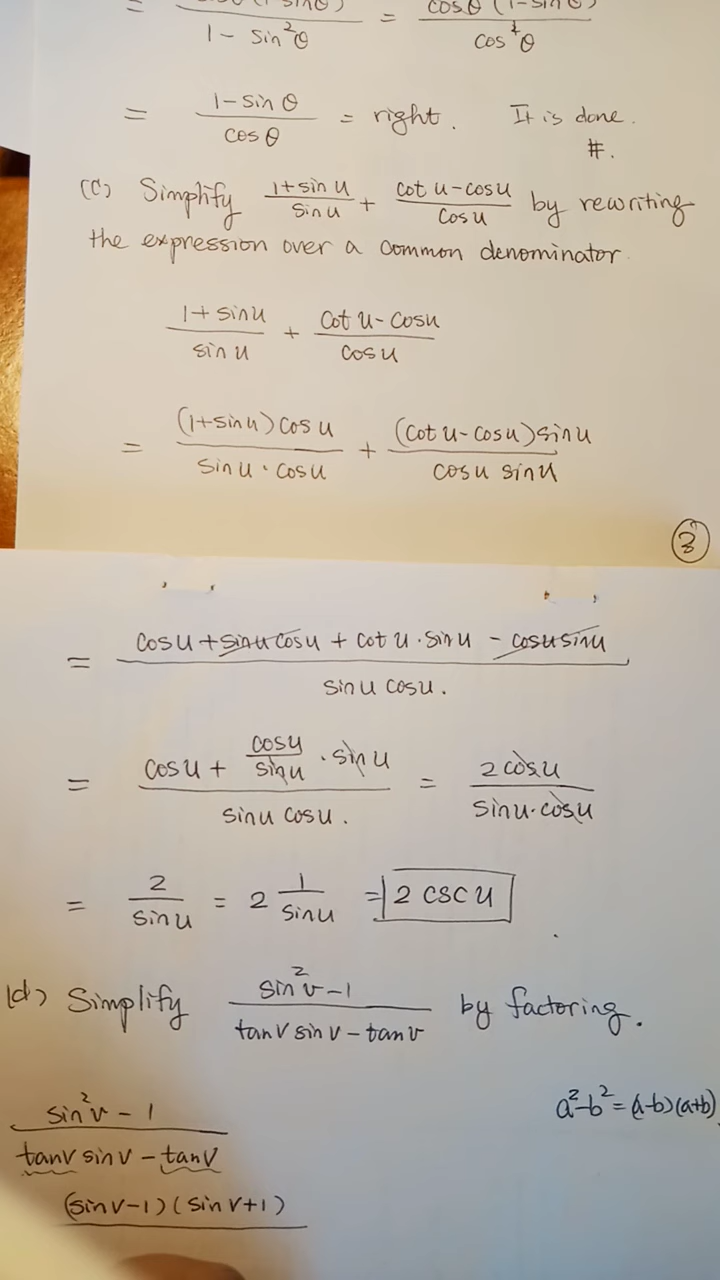 = / 1 - sin²θ = cosθ (1-sinθ) / cos²θ
= 1-sinθ / cosθ = right. It is done.
#.
(c) Simplify 1+sin u / sin u + cot u-cos u / cos u by rewriting
the expression over a common denominator.
1+ sin u / sin u + cot u- cos u / cos u
= (1+sin u) cos u / sin u · cos u + (cot u-cos u) sin u / cos u sin u
3
= cos u + sin u cos u + cot u · sin u - cos u sin u / sin u cos u.
= cos u + cos u / sin u · sin u / sin u cos u. = 2 cos u / sin u · cos u
= 2 / sin u = 2 1 / sin u = 2 csc u
(d) Simplify sin²v -1 / tan v sin v - tan v by factoring.
a²-b² = (a-b)(a+b)
sin²v - 1 / tan v sin v - tan v
(sin v-1) ( sin v+1)